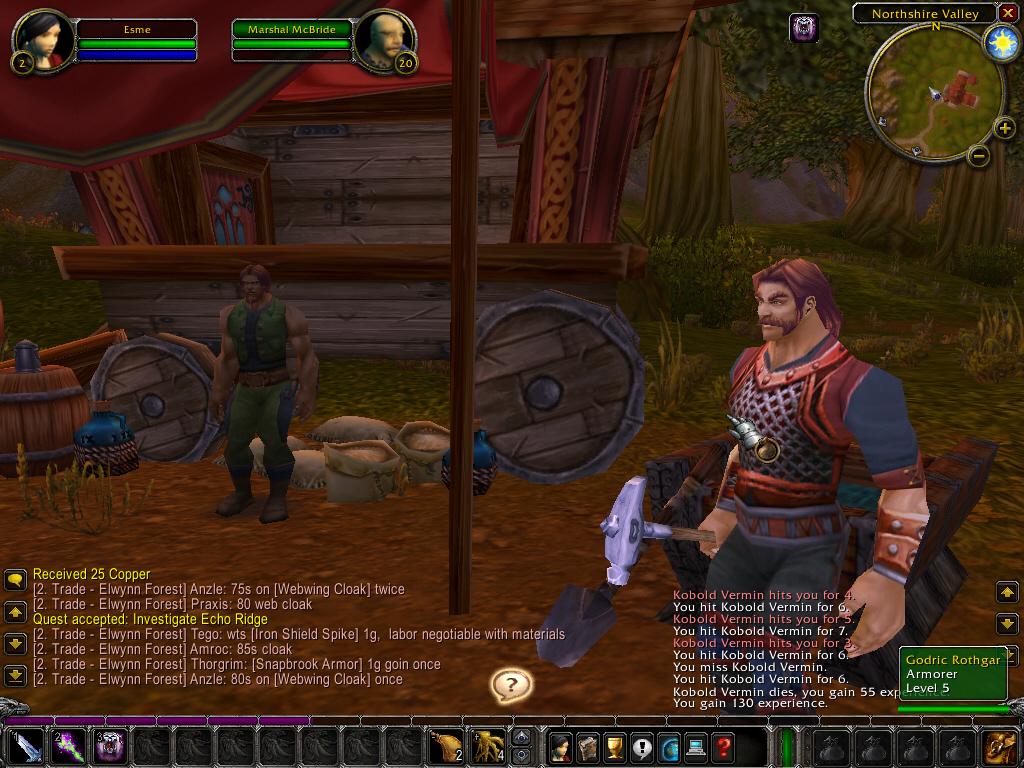 Esme
2
Marshal McBride
20
Northshire Valley
N
Received 25 Copper
[2. Trade - Elwynn Forest] Anzle: 75s on [Webwing Cloak] twice
[2. Trade - Elwynn Forest] Praxis: 80 web cloak
Quest accepted: Investigate Echo Ridge
[2. Trade - Elwynn Forest] Tego: wts [Iron Shield Spike] 1g, labor negotiable with materials
[2. Trade - Elwynn Forest] Amroc: 85s cloak
[2. Trade - Elwynn Forest] Thorgrim: [Snapbrook Armor] 1g goin once
[2. Trade - Elwynn Forest] Anzle: 80s on [Webwing Cloak] once
Kobold Vermin hits you for 4.
You hit Kobold Vermin for 6.
Kobold Vermin hits you for 5.
You hit Kobold Vermin for 7.
Kobold Vermin hits you for 3.
You hit Kobold Vermin for 6.
You miss Kobold Vermin.
You hit Kobold Vermin for 6.
Kobold Vermin dies, you gain 55
You gain 130 experience.
Godric Rothgar
Armorer
Level 5
?
3
2
4
!
?